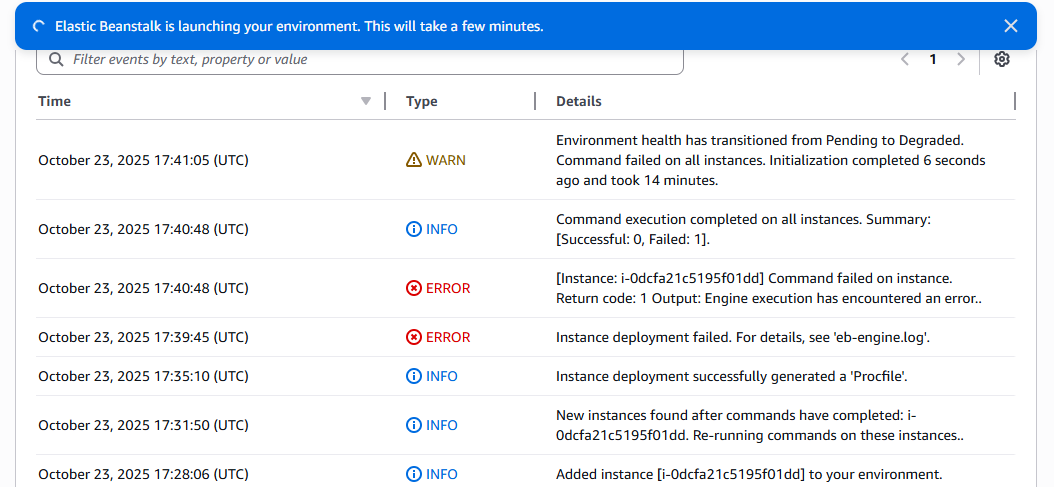 Elastic Beanstalk is launching your environment. This will take a few minutes.
Filter events by text, property or value
1
Time Type Details
October 23, 2025 17:41:05 (UTC) WARN Environment health has transitioned from Pending to Degraded.
Command failed on all instances. Initialization completed 6 seconds
ago and took 14 minutes.
October 23, 2025 17:40:48 (UTC) INFO Command execution completed on all instances. Summary:
[Successful: 0, Failed: 1].
October 23, 2025 17:40:48 (UTC) ERROR [Instance: i-0dcfa21c5195f01dd] Command failed on instance.
Return code: 1 Output: Engine execution has encountered an error..
October 23, 2025 17:39:45 (UTC) ERROR Instance deployment failed. For details, see 'eb-engine.log'.
October 23, 2025 17:35:10 (UTC) INFO Instance deployment successfully generated a 'Procfile'.
October 23, 2025 17:31:50 (UTC) INFO New instances found after commands have completed: i-
0dcfa21c5195f01dd. Re-running commands on these instances..
October 23, 2025 17:28:06 (UTC) INFO Added instance [i-0dcfa21c5195f01dd] to your environment.